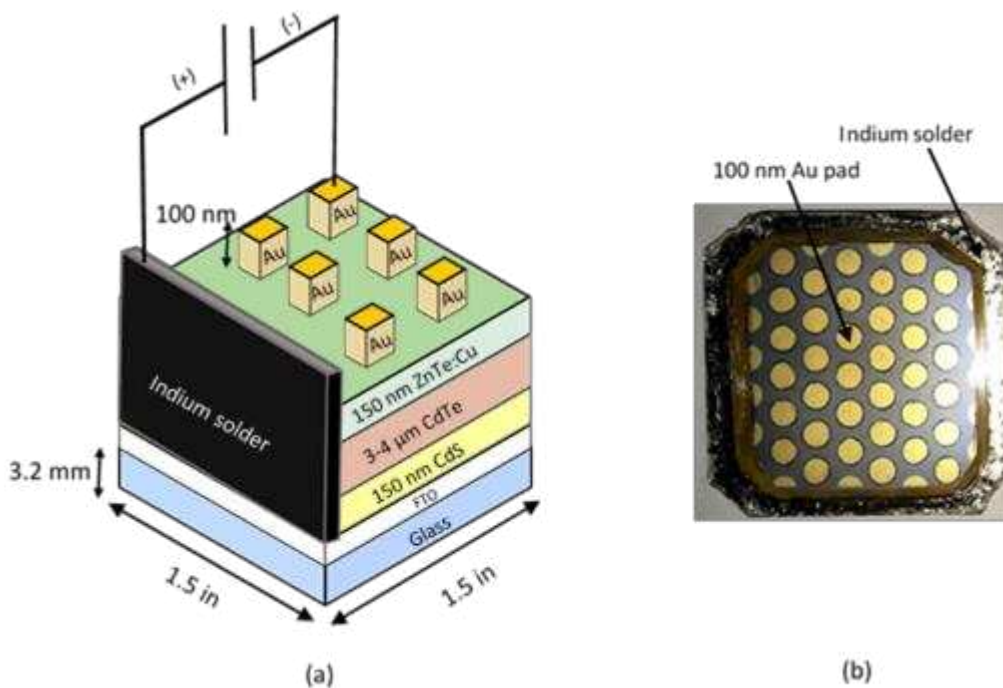 (+)
(-)
100 nm
Au
Au
Au
Au
Au
Au
Indium solder
150 nm ZnTe:Cu
3-4 µm CdTe
150 nm CdS
FTO
Glass
3.2 mm
1.5 in
1.5 in
(a)
Indium solder
100 nm Au pad
(b)